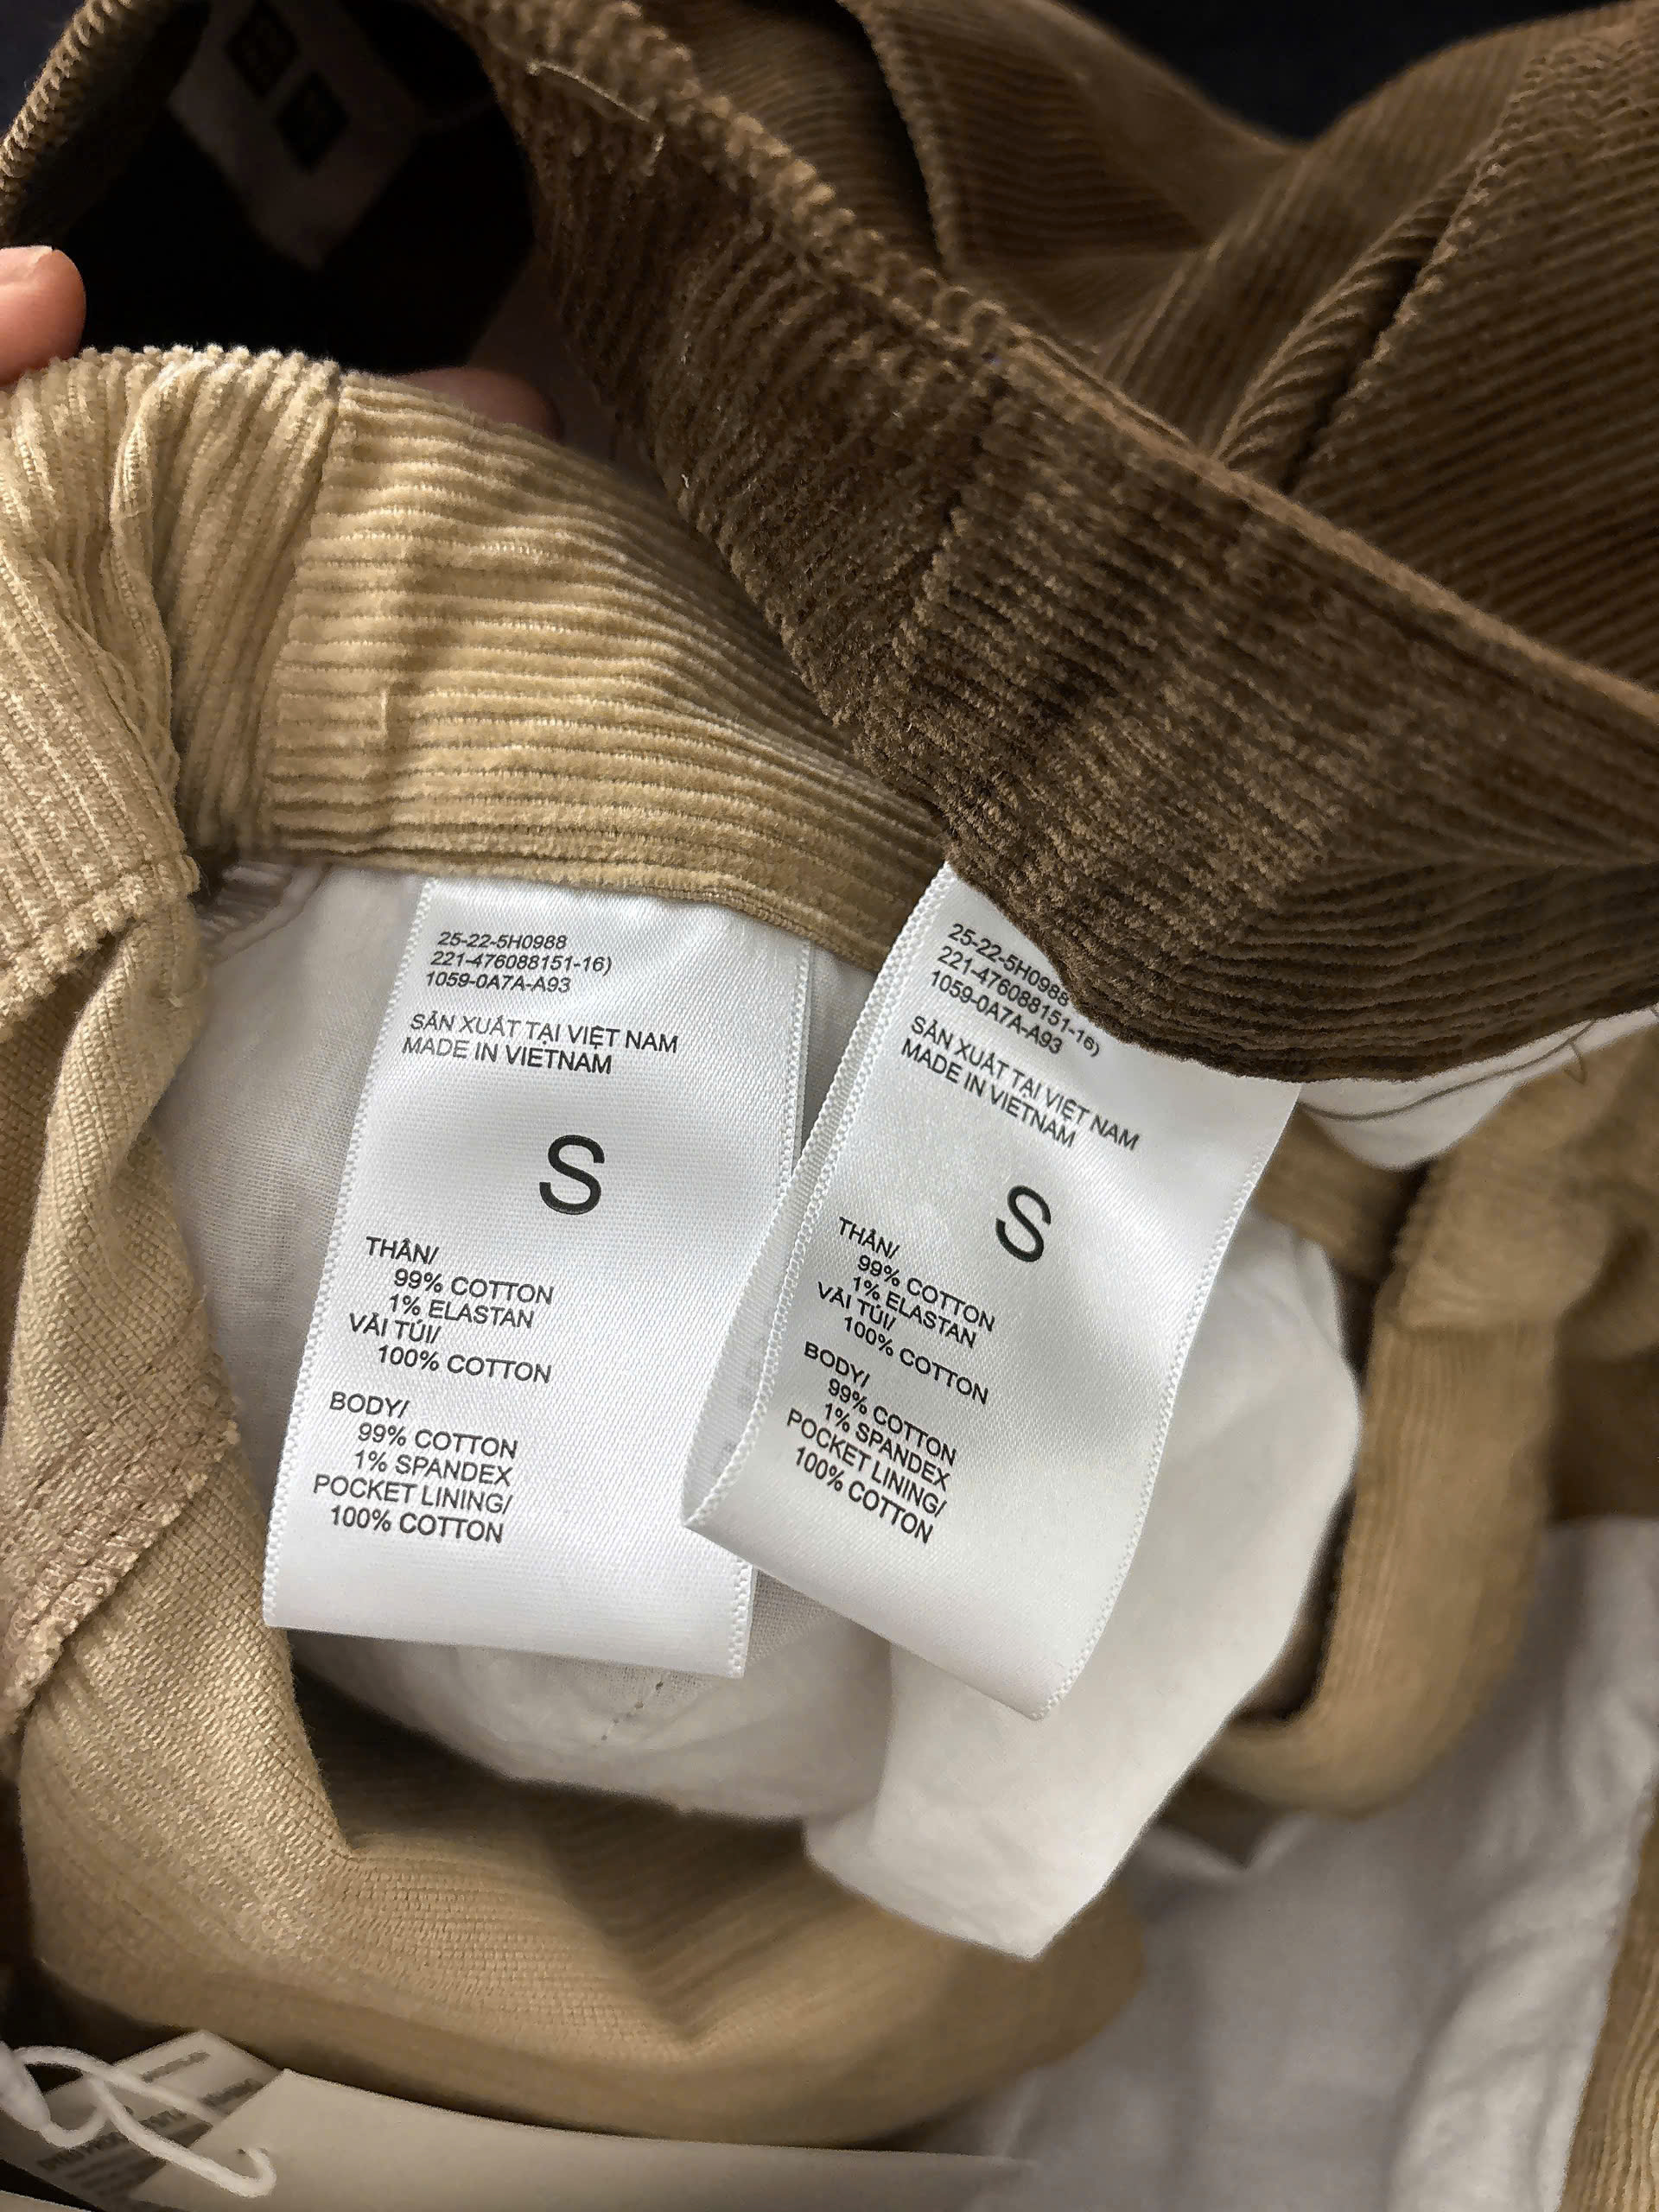 25-22-5H0988
221-476088151-16)
1059-0A7A-A93
SẢN XUẤT TẠI VIỆT NAM
MADE IN VIETNAM
S
THÂN/
99% COTTON
1% ELASTAN
VẢI TÚI/
100% COTTON
BODY/
99% COTTON
1% SPANDEX
POCKET LINING/
100% COTTON
25-22-5H0988
221-476088151-16)
1059-0A7A-A93
SẢN XUẤT TẠI VIỆT NAM
MADE IN VIETNAM
S
THÂN/
99% COTTON
1% ELASTAN
VẢI TÚI/
100% COTTON
BODY/
99% COTTON
1% SPANDEX
POCKET LINING/
100% COTTON